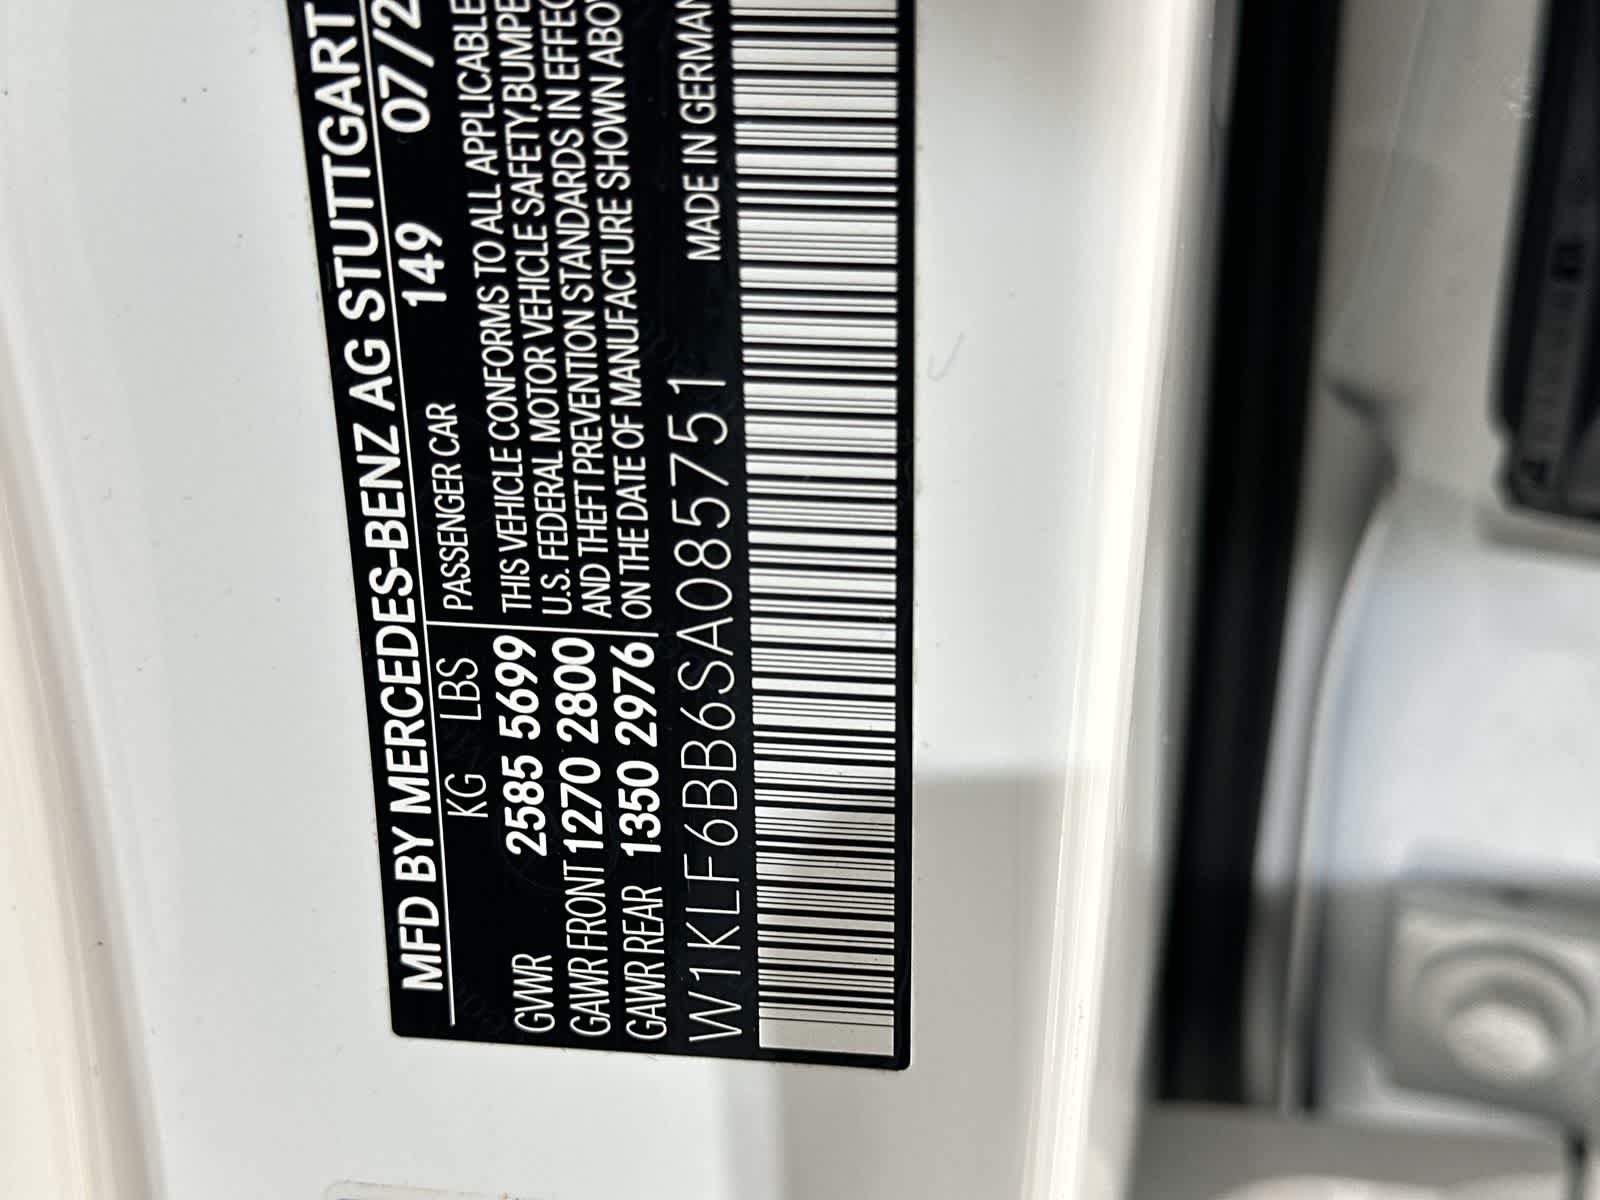 MFD BY MERCEDES-BENZ AG STUTTGART
KG LBS
149 07/2
PASSENGER CAR
GVWR 2585 5699
GAWR FRONT 1270 2800
GAWR REAR 1350 2976
THIS VEHICLE CONFORMS TO ALL APPLICABLE
U.S. FEDERAL MOTOR VEHICLE SAFETY, BUMPE
AND THEFT PREVENTION STANDARDS IN EFFEC
ON THE DATE OF MANUFACTURE SHOWN ABOV
MADE IN GERMAN
W1KLF6BB6SA085751